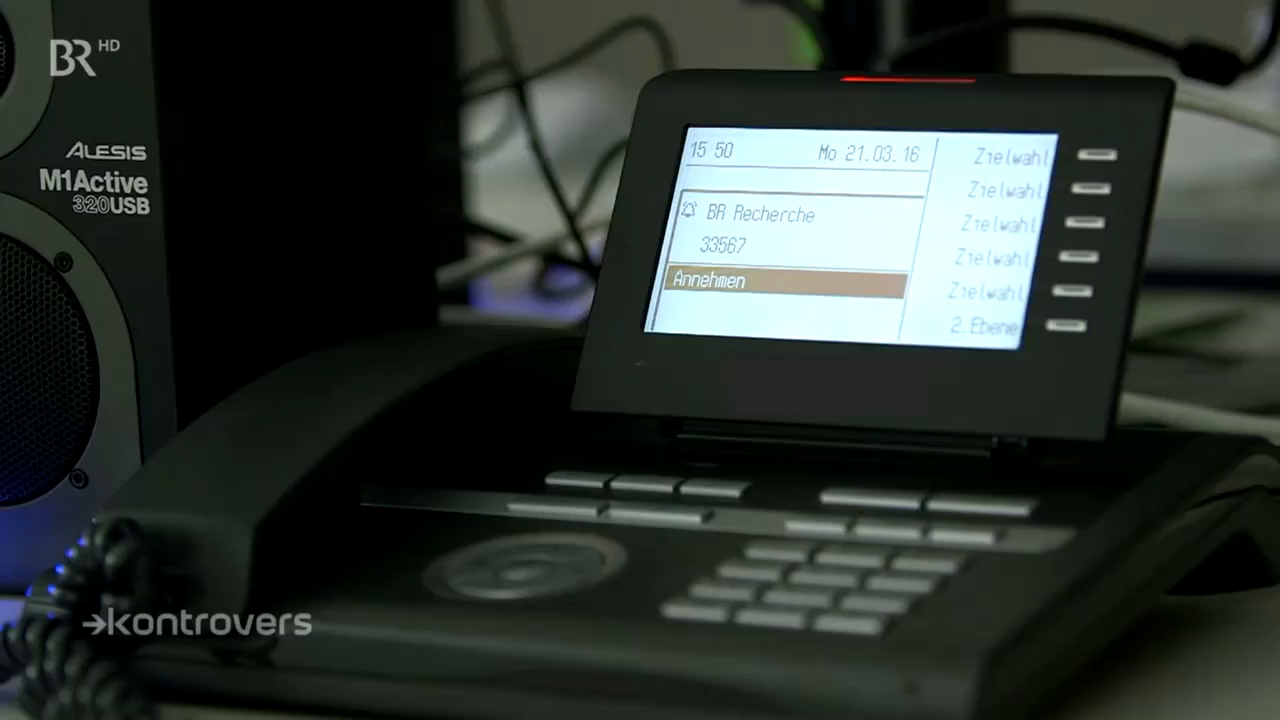 BR HD
ALESIS
M1Active
320USB
15 50 Mo 21.03.16
BR Recherche
33567
Annehmen
Zielwahl
Zielwahl
Zielwahl
Zielwahl
Zielwahl
2. Ebene
kontrovers